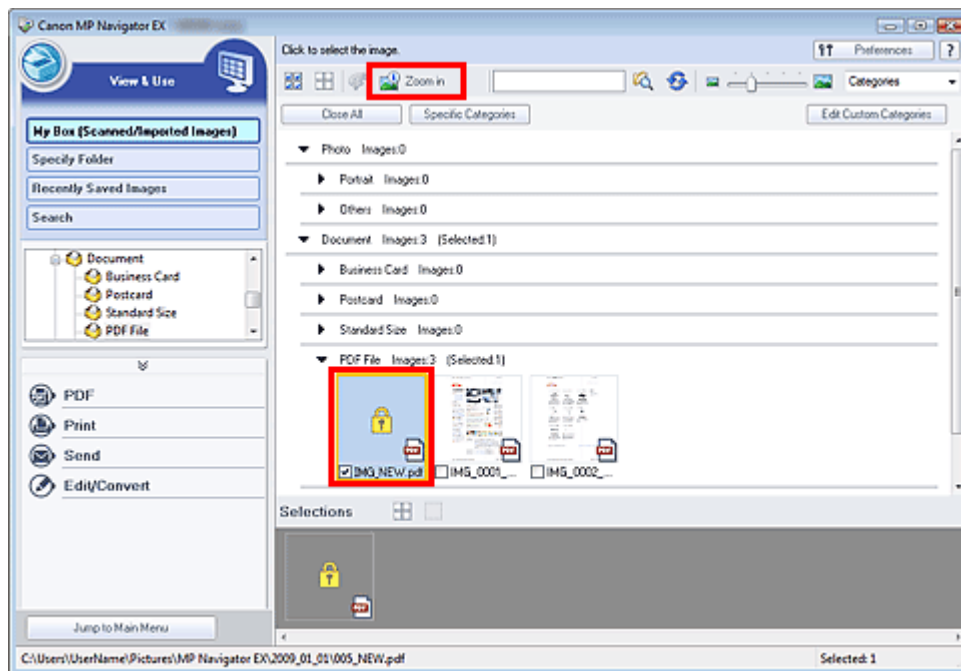 Canon MP Navigator EX
Click to select the image.
Preferences
?
View & Use
Zoom in
Categories
Close All
Specific Categories
Edit Custom Categories
My Box (Scanned/Imported Images)
Specify Folder
Recently Saved Images
Search
Document
Business Card
Postcard
Standard Size
PDF File
PDF
Print
Send
Edit/Convert
Jump to Main Menu
Photo Images:0
Portrait Images:0
Others Images:0
Document Images:3 (Selected:1)
Business Card Images:0
Postcard Images:0
Standard Size Images:0
PDF File Images:3 (Selected:1)
PDF
PDF
PDF
IMG_NEW.pdf
IMG_0001_...
IMG_0002_...
Selections
PDF
C:\Users\UserName\Pictures\MP Navigator EX\2009_01_01\005_NEW.pdf
Selected: 1